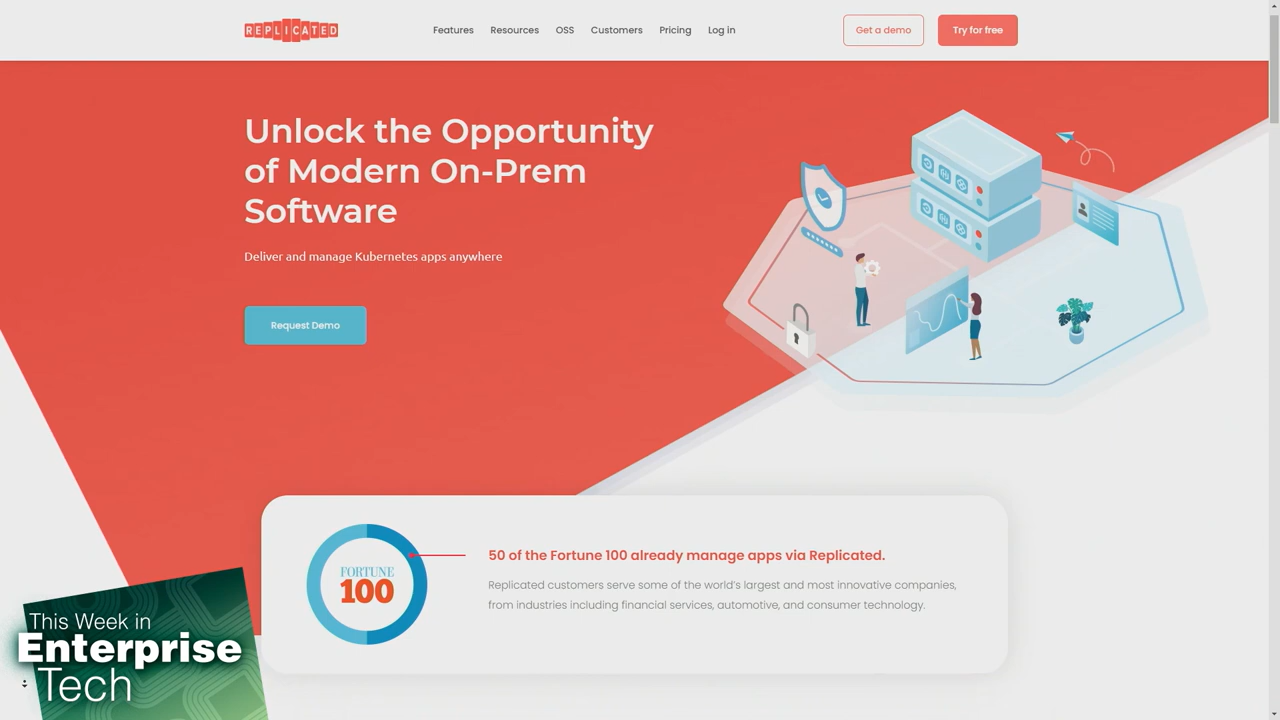 REPLICATED
Features
Resources
OSS
Customers
Pricing
Log in
Get a demo
Try for free
Unlock the Opportunity
of Modern On-Prem
Software
Deliver and manage Kubernetes apps anywhere
Request Demo
FORTUNE
100
50 of the Fortune 100 already manage apps via Replicated.
Replicated customers serve some of the world's largest and most innovative companies,
from industries including financial services, automotive, and consumer technology.
This Week in
Enterprise
Tech